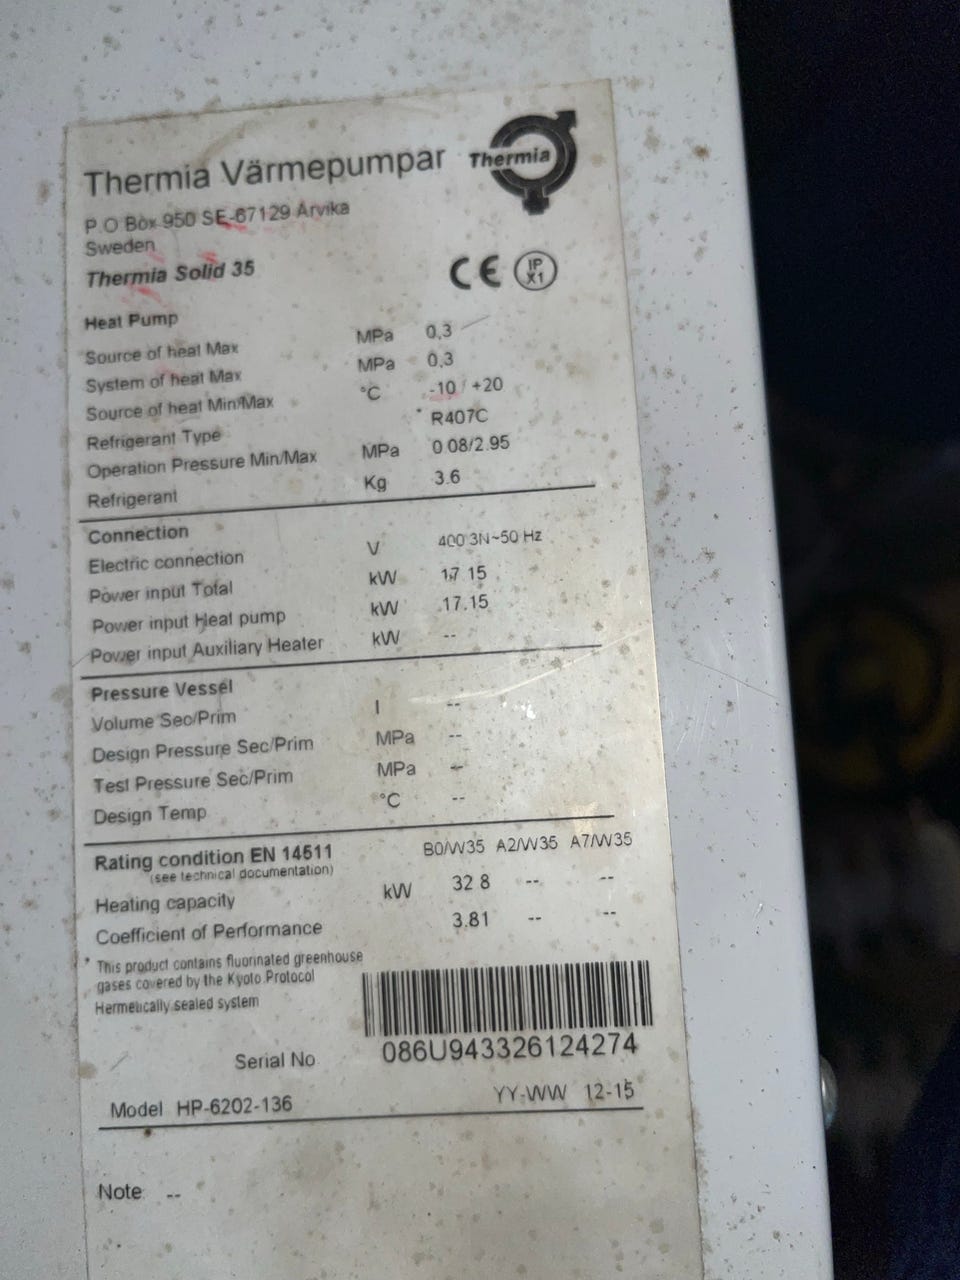 Thermia Värmepumpar Thermia
P.O Box 950 SE-67129 Arvika
Sweden
Thermia Solid 35 CE IP X1
Heat Pump
Source of heat Max MPa 0,3
System of heat Max MPa 0,3
Source of heat Min/Max °C -10 / +20
Refrigerant Type * R407C
Operation Pressure Min/Max MPa 0.08/2.95
Refrigerant Kg 3.6
Connection
Electric connection V 400 3N~50 Hz
Power input Total kW 17.15
Power input Heat pump kW 17.15
Power input Auxiliary Heater kW --
Pressure Vessel
Volume Sec/Prim l --
Design Pressure Sec/Prim MPa --
Test Pressure Sec/Prim MPa --
Design Temp °C --
Rating condition EN 14511 B0/W35 A2/W35 A7/W35
(see technical documentation)
Heating capacity kW 32.8 -- --
Coefficient of Performance 3.81 -- --
* This product contains fluorinated greenhouse
gases covered by the Kyoto Protocol
Hermetically sealed system
Serial No 086U943326124274
Model HP-6202-136 YY-WW 12-15
Note: --